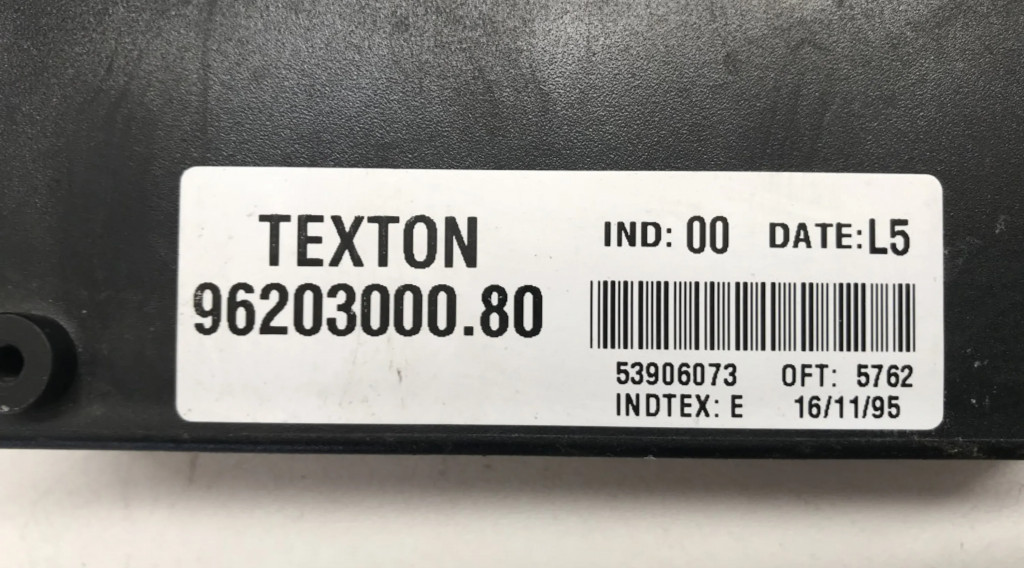 TEXTON
96203000.80
IND: 00 DATE: L5
53906073 OFT: 5762
INDTEX: E 16/11/95